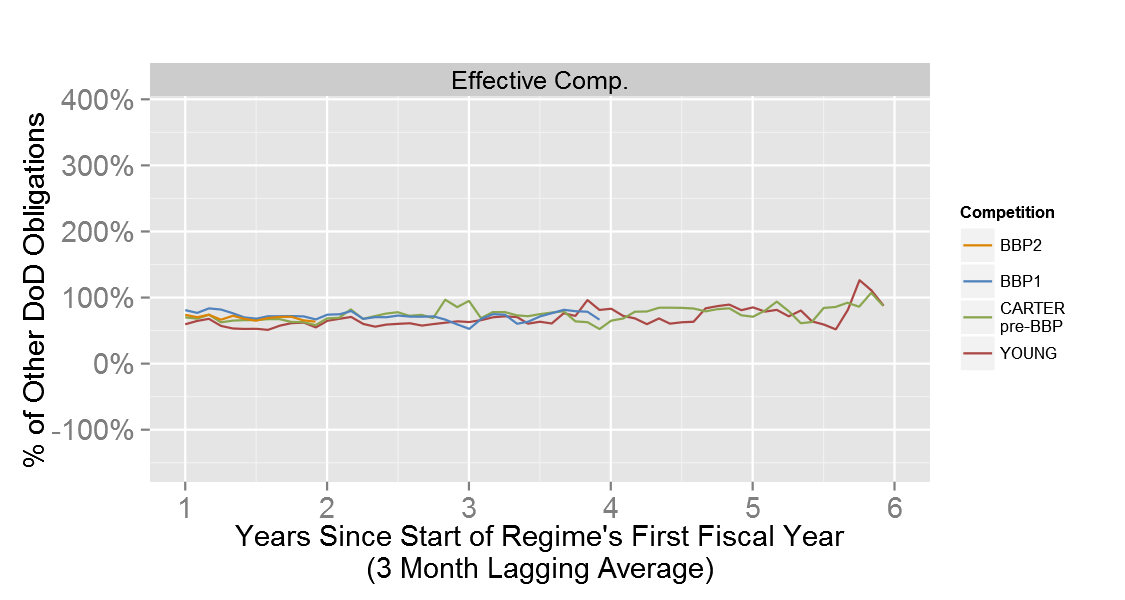 Effective Comp.
400%
300%
200%
100%
0%
-100%
% of Other DoD Obligations
1 2 3 4 5 6
Years Since Start of Regime's First Fiscal Year
(3 Month Lagging Average)
Competition
BBP2
BBP1
CARTER
pre-BBP
YOUNG